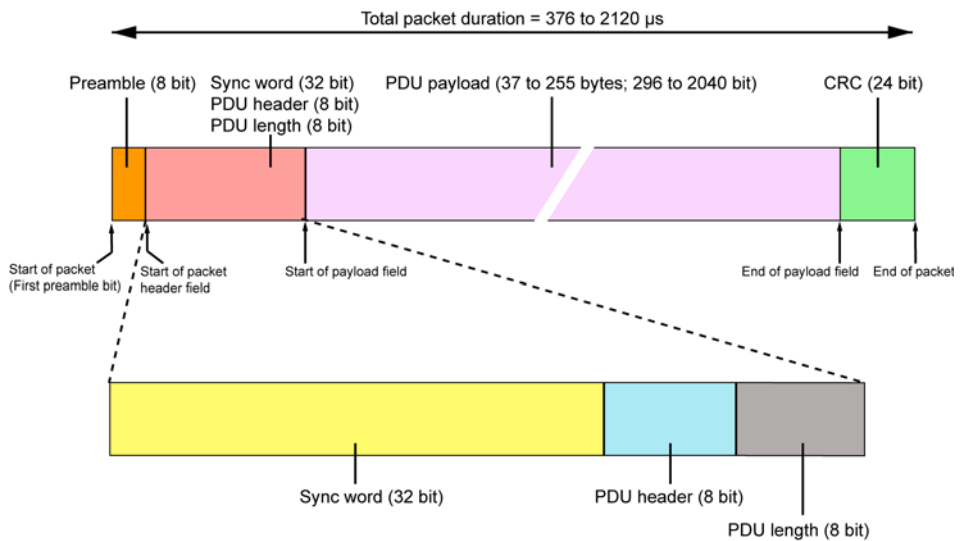 Total packet duration = 376 to 2120 µs
Preamble (8 bit)
Sync word (32 bit)
PDU header (8 bit)
PDU length (8 bit)
PDU payload (37 to 255 bytes; 296 to 2040 bit)
CRC (24 bit)
Start of packet
(First preamble bit)
Start of packet
header field
Start of payload field
End of payload field
End of packet
Sync word (32 bit)
PDU header (8 bit)
PDU length (8 bit)